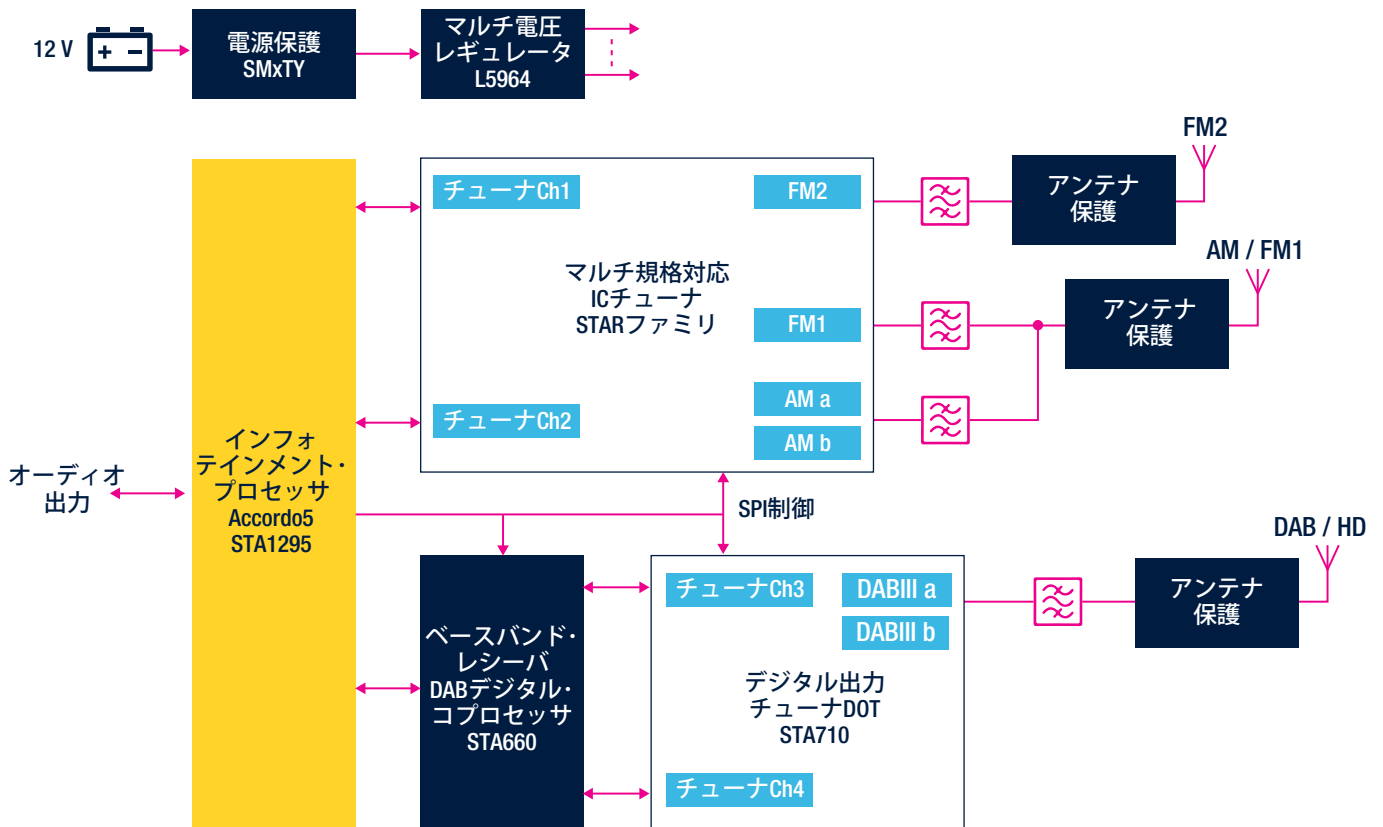 12 V
+ −
電源保護
SMxTY
マルチ電圧
レギュレータ
L5964
FM2
チューナCh1
FM2
アンテナ
保護
AM / FM1
マルチ規格対応
ICチューナ
STARファミリ
FM1
アンテナ
保護
AM a
チューナCh2
AM b
インフォ
テインメント・
プロセッサ
Accordo5
STA1295
オーディオ
出力
SPI制御
DAB / HD
チューナCh3
DABIII a
DABIII b
アンテナ
保護
ベースバンド・
レシーバ
DABデジタル・
コプロセッサ
STA660
デジタル出力
チューナDOT
STA710
チューナCh4